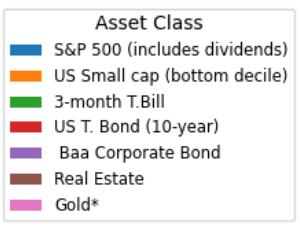 Asset Class
S&P 500 (includes dividends)
US Small cap (bottom decile)
3-month T.Bill
US T. Bond (10-year)
Baa Corporate Bond
Real Estate
Gold*